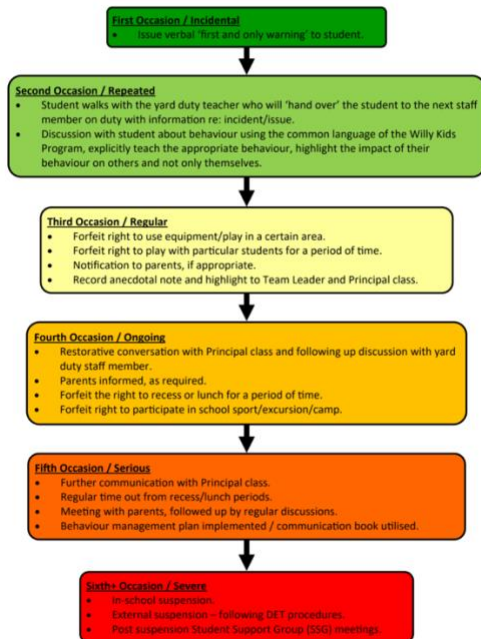 First Occasion / Incidental
• Issue verbal 'first and only warning' to student.
Second Occasion / Repeated
• Student walks with the yard duty teacher who will 'hand over' the student to the next staff
member on duty with information re: incident/issue.
• Discussion with student about behaviour using the common language of the Willy Kids
Program, explicitly teach the appropriate behaviour, highlight the impact of their
behaviour on others and not only themselves.
Third Occasion / Regular
• Forfeit right to use equipment/play in a certain area.
• Forfeit right to play with particular students for a period of time.
• Notification to parents, if appropriate.
• Record anecdotal note and highlight to Team Leader and Principal class.
Fourth Occasion / Ongoing
• Restorative conversation with Principal class and following up discussion with yard
duty staff member.
• Parents informed, as required.
• Forfeit the right to recess or lunch for a period of time.
• Forfeit right to participate in school sport/excursion/camp.
Fifth Occasion / Serious
• Further communication with Principal class.
• Regular time out from recess/lunch periods.
• Meeting with parents, followed up by regular discussions.
• Behaviour management plan implemented / communication book utilised.
Sixth+ Occasion / Severe
• In-school suspension.
• External suspension – following DET procedures.
• Post suspension Student Support Group (SSG) meetings.